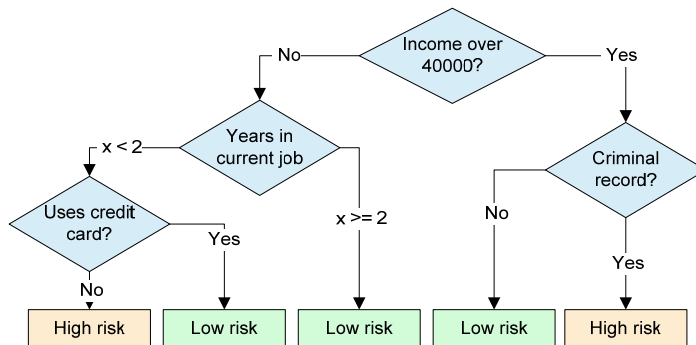 Income over
40000?
No
Yes
Years in
current job
x < 2
x >= 2
Criminal
record?
No
Yes
Uses credit
card?
No
Yes
High risk
Low risk
Low risk
Low risk
High risk